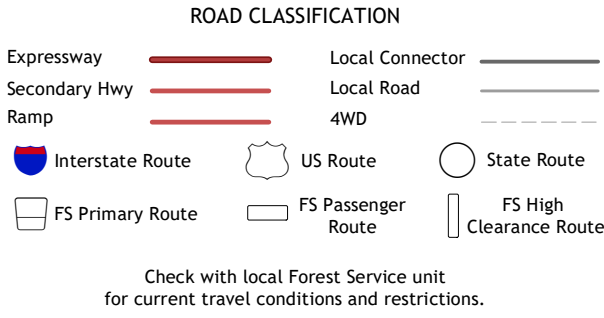 ROAD CLASSIFICATION
Expressway
Local Connector
Secondary Hwy
Local Road
Ramp
4WD
Interstate Route
US Route
State Route
FS Primary Route
FS Passenger
Route
FS High
Clearance Route
Check with local Forest Service unit
for current travel conditions and restrictions.